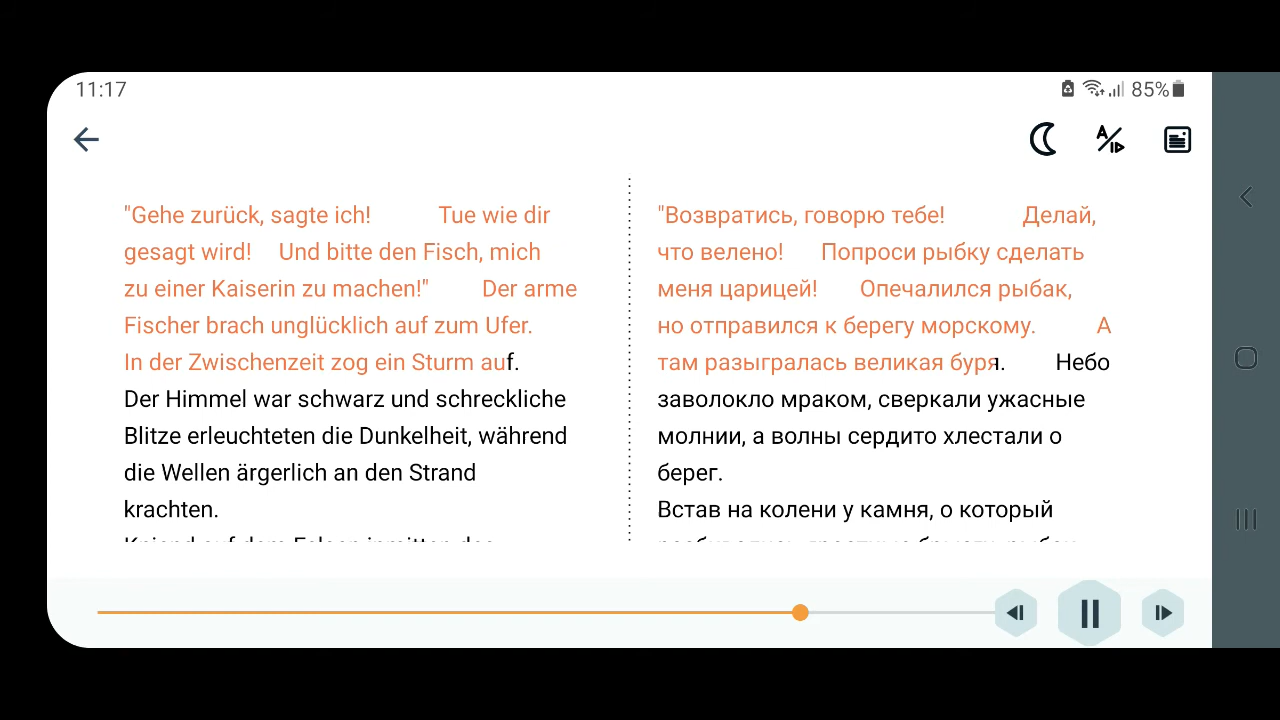 11:17
85%
"Gehe zurück, sagte ich! Tue wie dir
gesagt wird! Und bitte den Fisch, mich
zu einer Kaiserin zu machen!" Der arme
Fischer brach unglücklich auf zum Ufer.
In der Zwischenzeit zog ein Sturm auf.
Der Himmel war schwarz und schreckliche
Blitze erleuchteten die Dunkelheit, während
die Wellen ärgerlich an den Strand
krachten.
"Возвратись, говорю тебе! Делай,
что велено! Попроси рыбку сделать
меня царицей! Опечалился рыбак,
но отправился к берегу морскому. А
там разыгралась великая буря. Небо
заволокло мраком, сверкали ужасные
молнии, а волны сердито хлестали о
берег.
Встав на колени у камня, о который